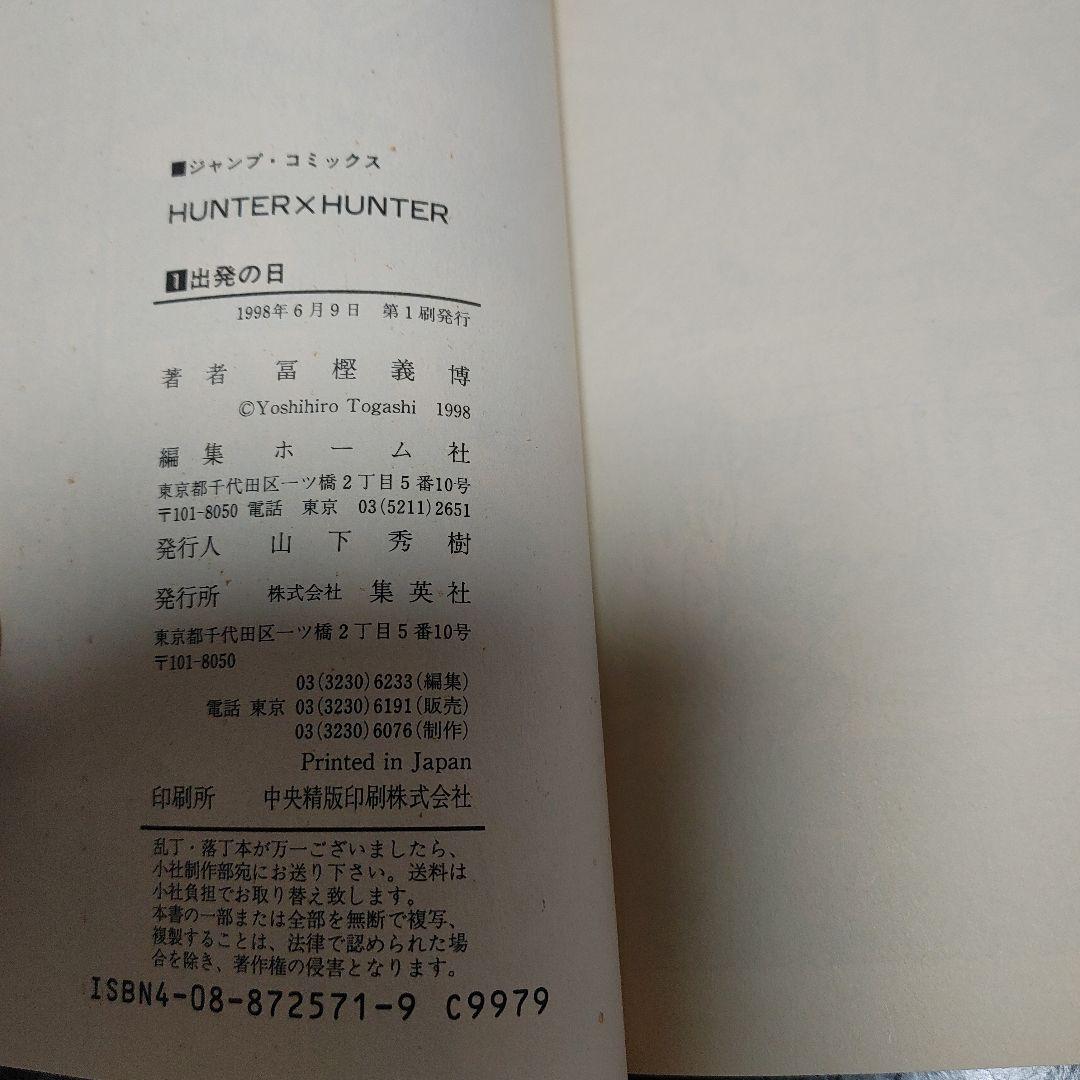 ■ジャンプ・コミックス
HUNTER×HUNTER
1出発の日
1998年6月9日 第1刷発行
著者 冨樫義博
©Yoshihiro Togashi 1998
編集 ホーム社
東京都千代田区一ツ橋2丁目5番10号
〒101-8050 電話 東京 03(5211)2651
発行人 山下秀樹
発行所 株式会社 集英社
東京都千代田区一ツ橋2丁目5番10号
〒101-8050
03(3230)6233(編集)
電話 東京 03(3230)6191(販売)
03(3230)6076(制作)
Printed in Japan
印刷所 中央精版印刷株式会社
乱丁・落丁本が万一ございましたら、
小社制作部宛にお送り下さい。送料は
小社負担でお取り替え致します。
本書の一部または全部を無断で複写、
複製することは、法律で認められた場
合を除き、著作権の侵害となります。
ISBN4-08-872571-9 C9979